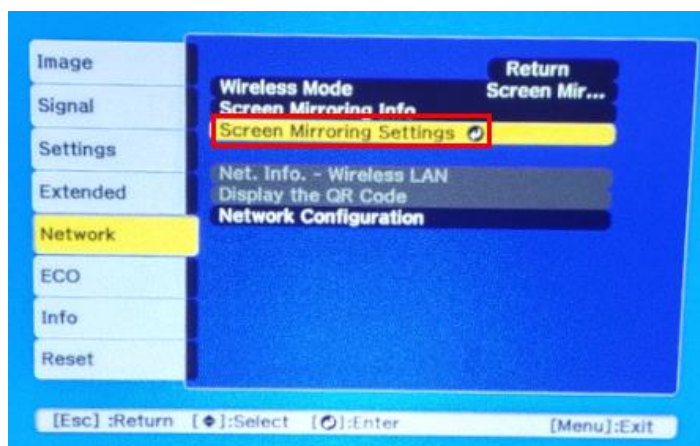 Image
Signal
Settings
Extended
Network
ECO
Info
Reset
Return
Wireless Mode Screen Mir...
Screen Mirroring Info
Screen Mirroring Settings
Net. Info. - Wireless LAN
Display the QR Code
Network Configuration
[Esc] :Return [◆]:Select [⏎]:Enter [Menu]:Exit